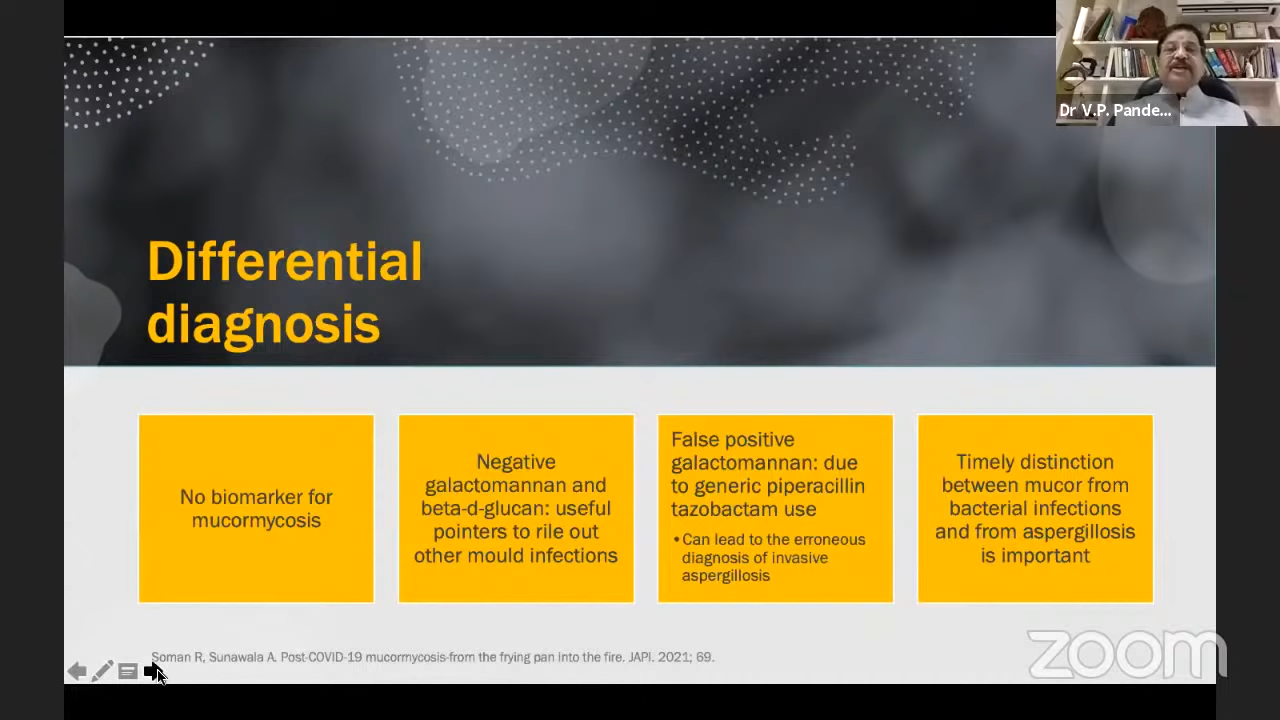 Dr V.P. Pande...
Differential
diagnosis
No biomarker for
mucormycosis
Negative
galactomannan and
beta-d-glucan: useful
pointers to rile out
other mould infections
False positive
galactomannan: due
to generic piperacillin
tazobactam use
•Can lead to the erroneous
diagnosis of invasive
aspergillosis
Timely distinction
between mucor from
bacterial infections
and from aspergillosis
is important
Soman R, Sunawala A. Post-COVID-19 mucormycosis-from the frying pan into the fire. JAPI. 2021; 69.
zoom